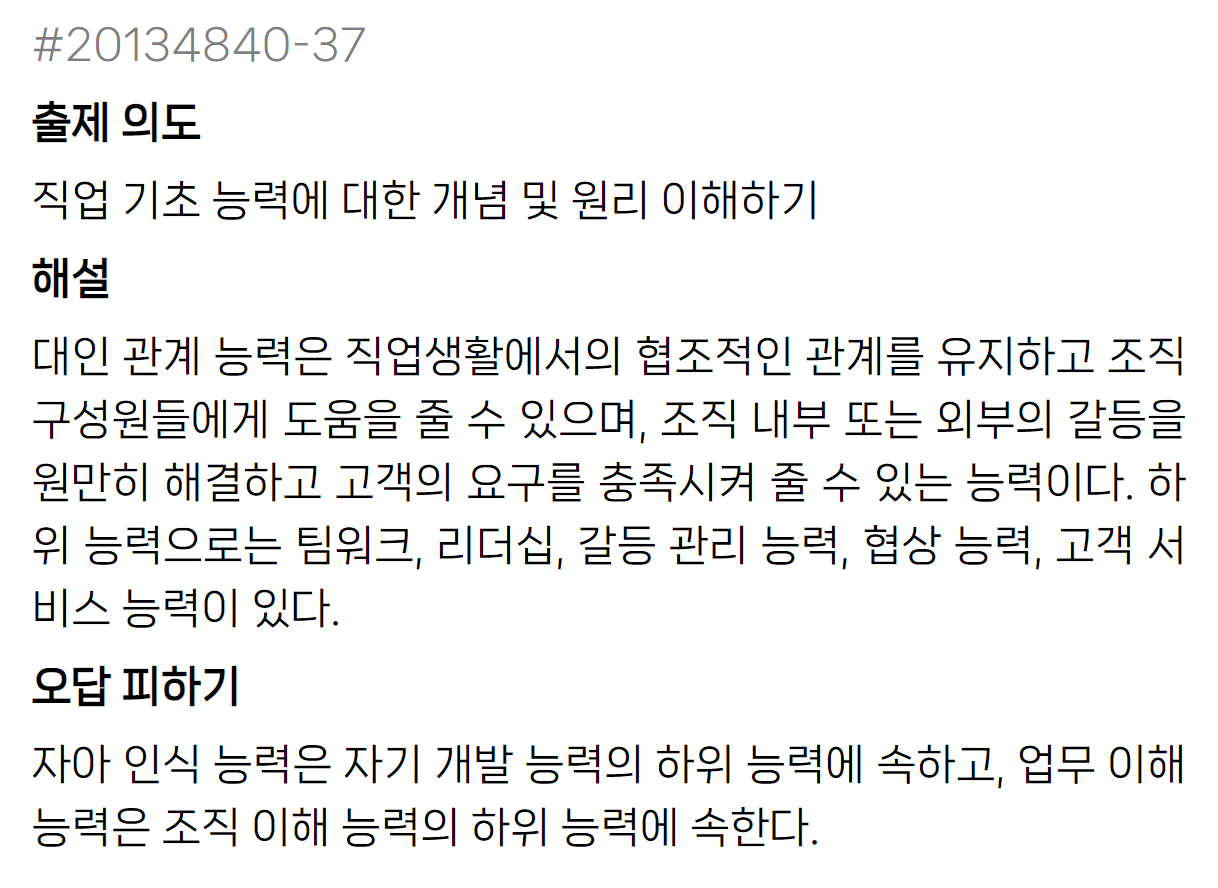 #20134840-37
출제 의도
직업 기초 능력에 대한 개념 및 원리 이해하기
해설
대인 관계 능력은 직업생활에서의 협조적인 관계를 유지하고 조직
구성원들에게 도움을 줄 수 있으며, 조직 내부 또는 외부의 갈등을
원만히 해결하고 고객의 요구를 충족시켜 줄 수 있는 능력이다. 하
위 능력으로는 팀워크, 리더십, 갈등 관리 능력, 협상 능력, 고객 서
비스 능력이 있다.
오답 피하기
자아 인식 능력은 자기 개발 능력의 하위 능력에 속하고, 업무 이해
능력은 조직 이해 능력의 하위 능력에 속한다.